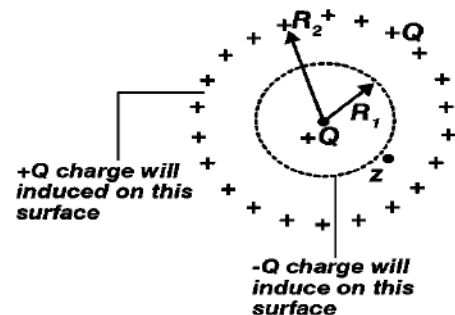 R2
+Q
R1
+Q
z
+Q charge will
induced on this
surface
-Q charge will
induce on this
surface